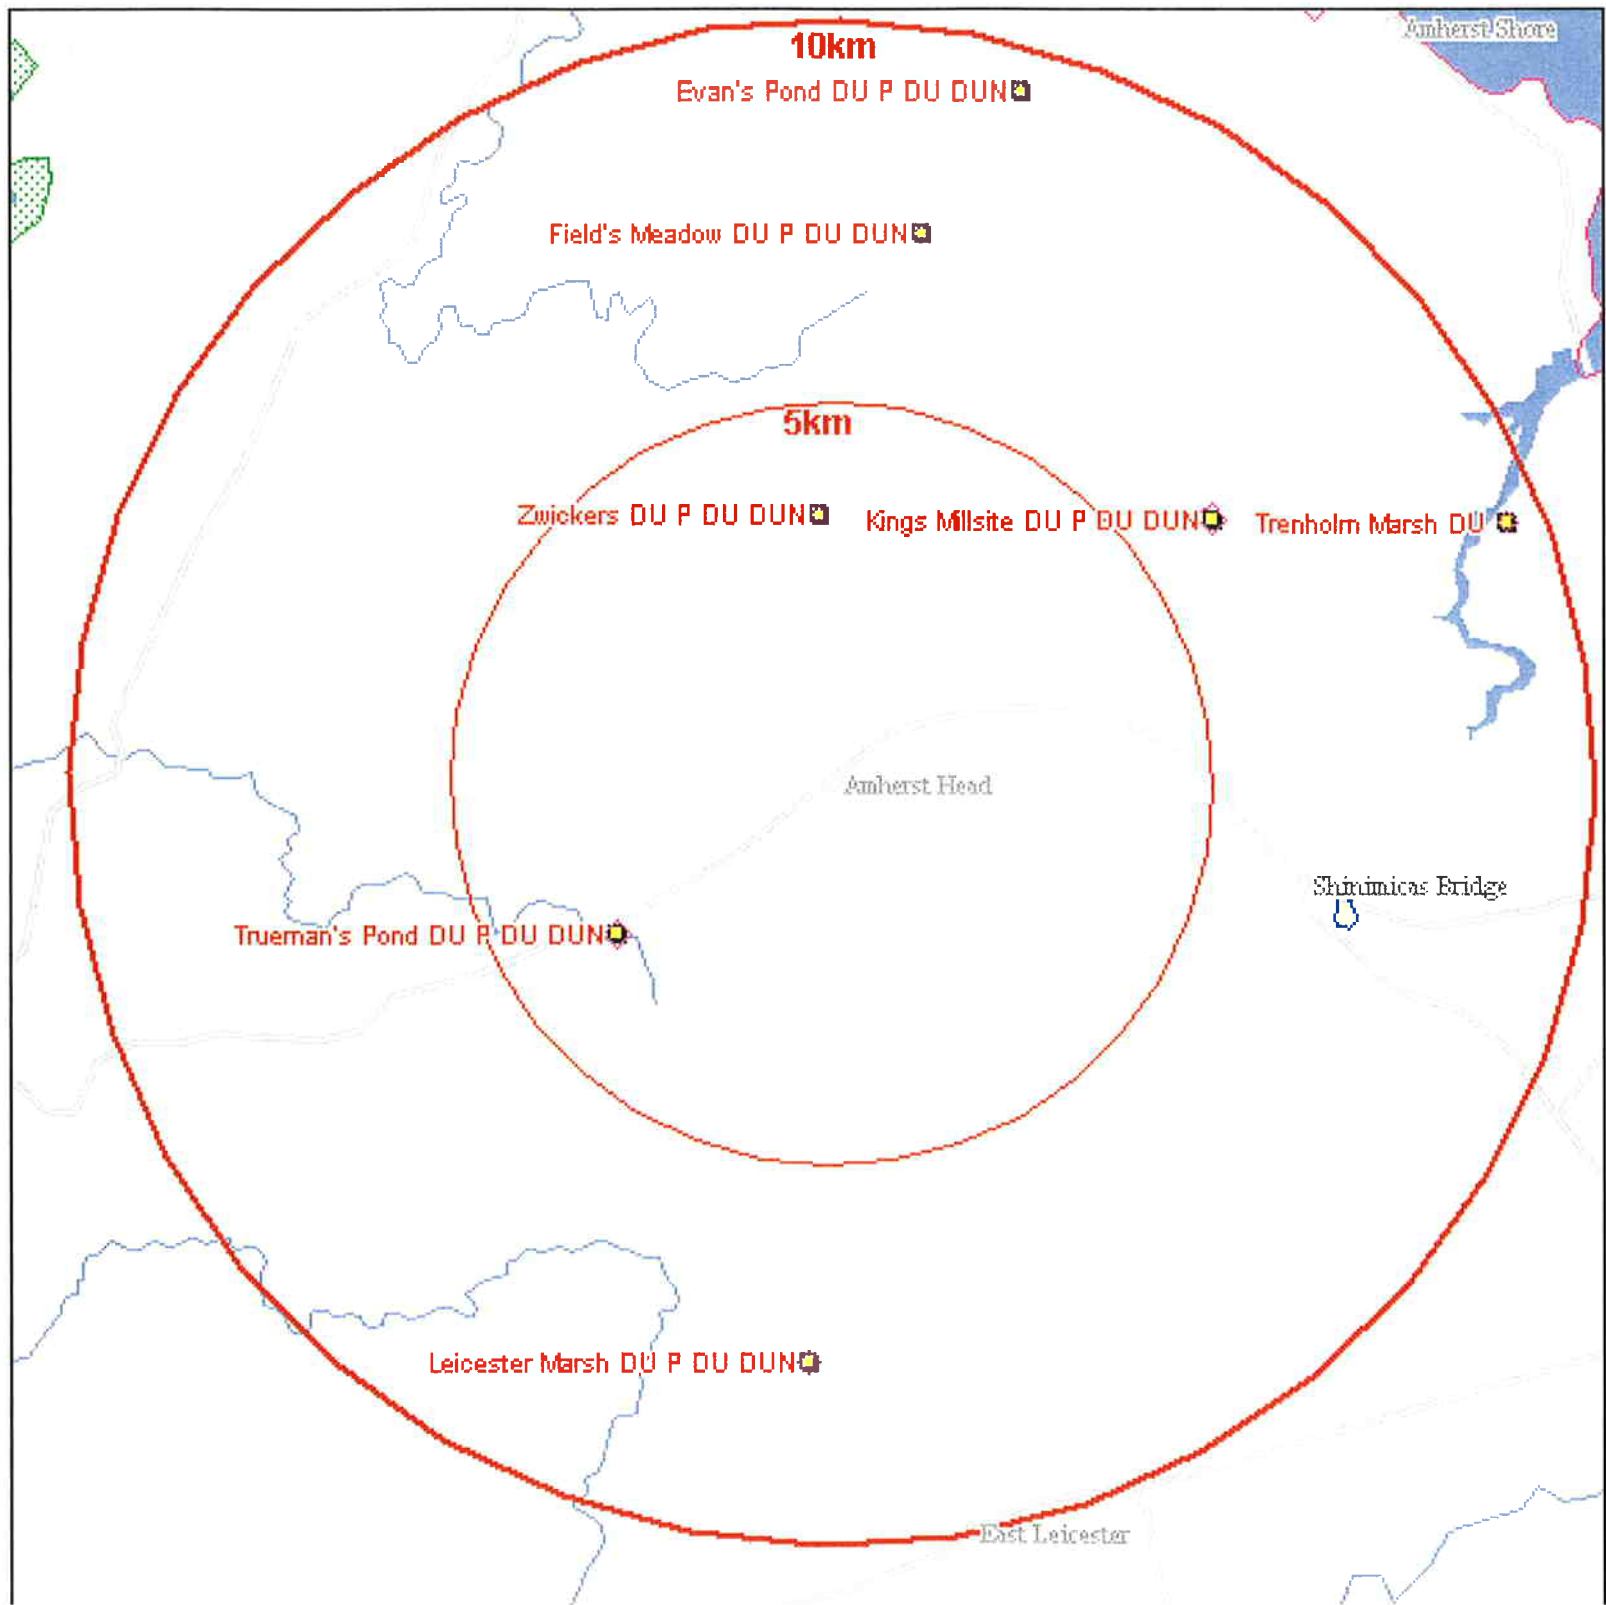 Amherst Shore
10km
Evan's Pond DU P DU DUN
Field's Meadow DU P DU DUN
5km
Zwickers DU P DU DUN
Kings Millsite DU P DU DUN
Trenholm Marsh DU
Amherst Head
Shinimicas Bridge
Trueman's Pond DU P DU DUN
Leicester Marsh DU P DU DUN
East Leicester